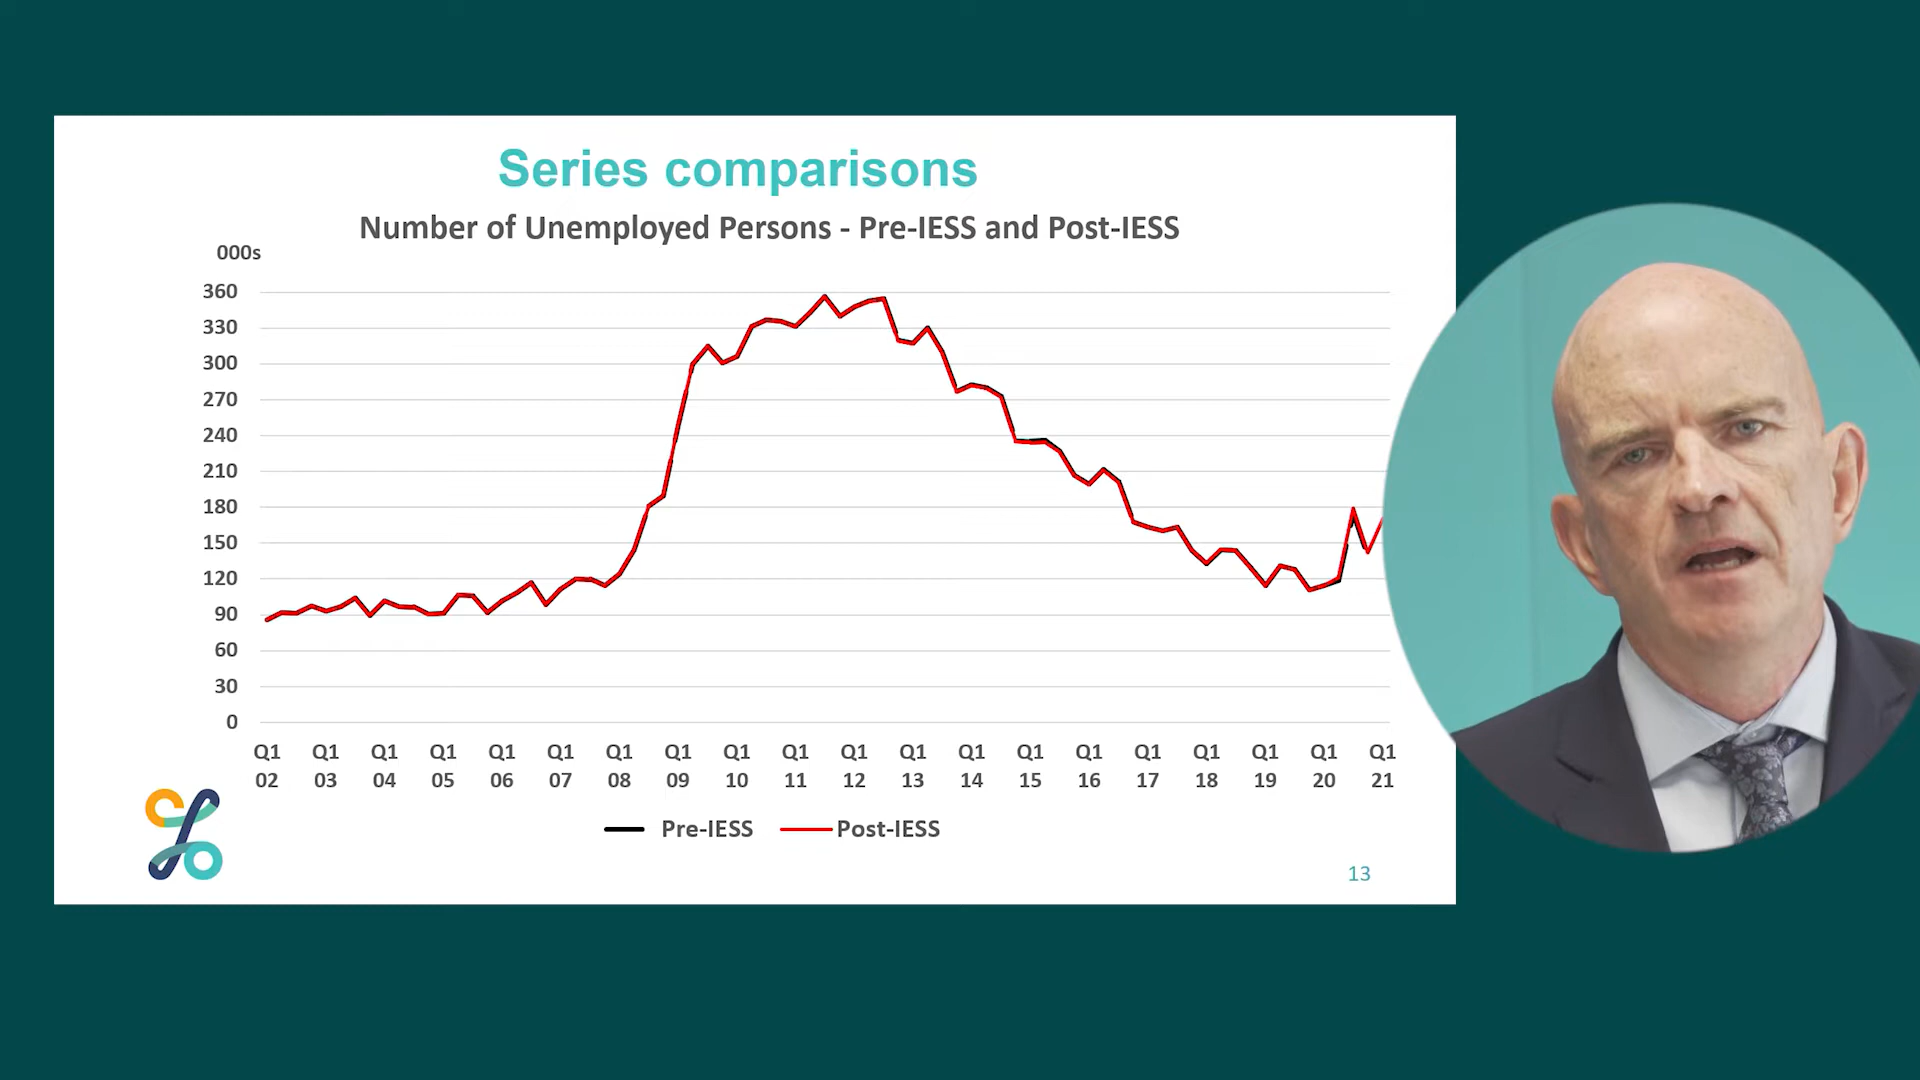 Series comparisons
Number of Unemployed Persons - Pre-IESS and Post-IESS
000s
360
330
300
270
240
210
180
150
120
90
60
30
0
Q1 Q1 Q1 Q1 Q1 Q1 Q1 Q1 Q1 Q1 Q1 Q1 Q1 Q1 Q1 Q1 Q1 Q1 Q1 Q1
02 03 04 05 06 07 08 09 10 11 12 13 14 15 16 17 18 19 20 21
Pre-IESS Post-IESS
13